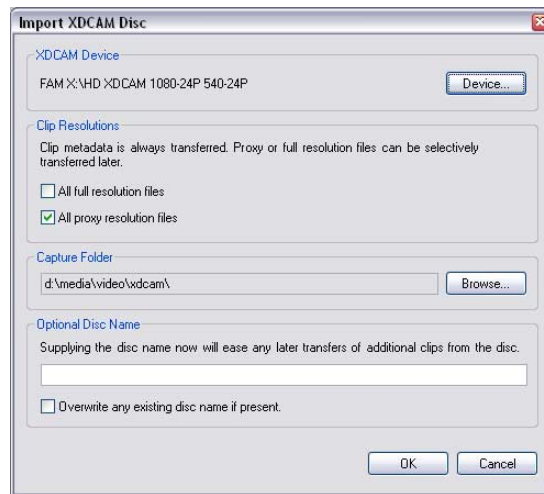 Import XDCAM Disc
XDCAM Device
FAM X:\HD XDCAM 1080-24P 540-24P
Device...
Clip Resolutions
Clip metadata is always transferred. Proxy or full resolution files can be selectively
transferred later.
All full resolution files
All proxy resolution files
Capture Folder
d:\media\video\xdcam\
Browse...
Optional Disc Name
Supplying the disc name now will ease any later transfers of additional clips from the disc.
Overwrite any existing disc name if present.
OK
Cancel